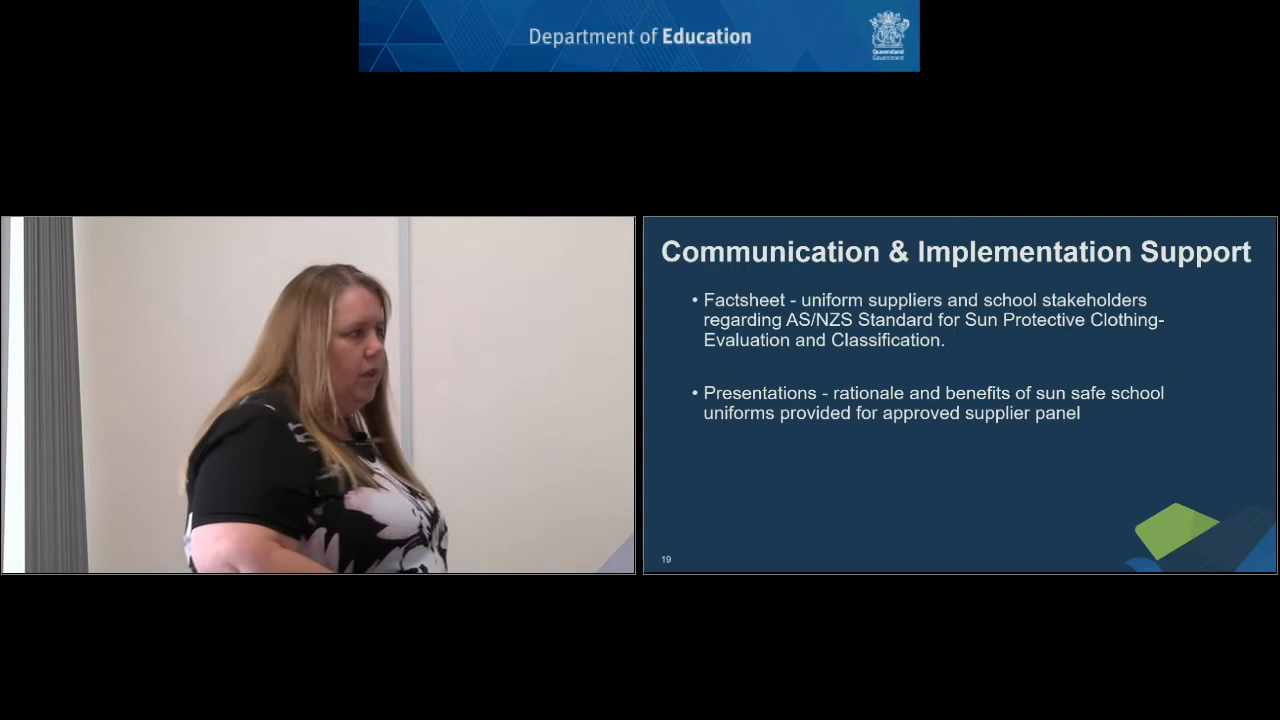 Department of Education
Queensland
Government
Communication & Implementation Support
• Factsheet - uniform suppliers and school stakeholders
regarding AS/NZS Standard for Sun Protective Clothing-
Evaluation and Classification.
• Presentations - rationale and benefits of sun safe school
uniforms provided for approved supplier panel
19